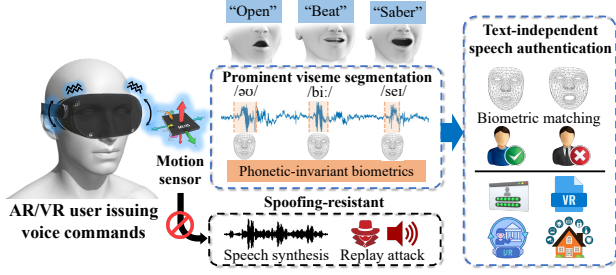 “Open”
“Beat”
“Saber”
Prominent viseme segmentation
/əʊ/
/biː/
/seɪ/
Phonetic-invariant biometrics
Motion
sensor
AR/VR user issuing
voice commands
Spoofing-resistant
Speech synthesis
Replay attack
Text-independent
speech authentication
Biometric matching
VR
VR